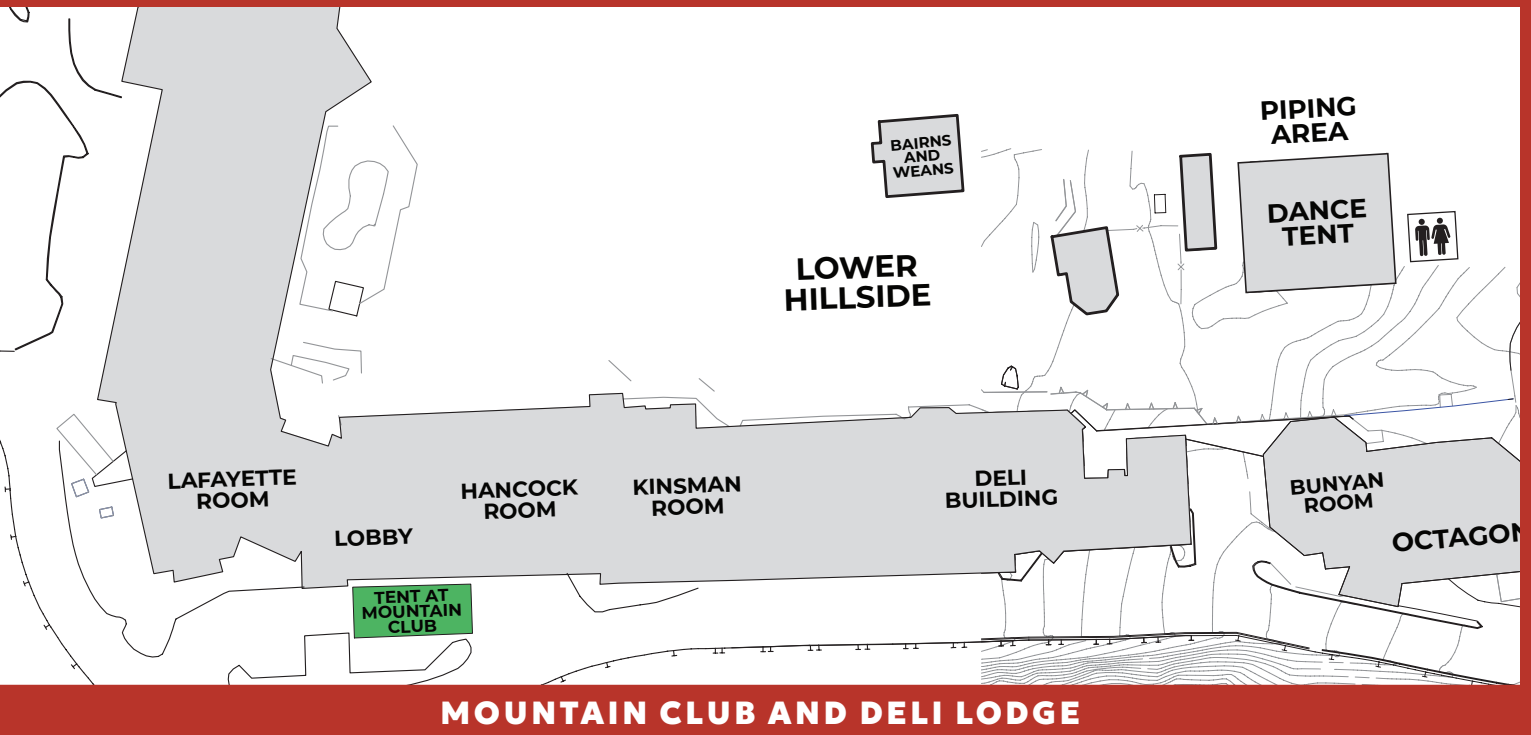 PIPING
AREA
BAIRNS
AND
WEANS
DANCE
TENT
LOWER
HILLSIDE
LAFAYETTE
ROOM
HANCOCK
ROOM
KINSMAN
ROOM
DELI
BUILDING
BUNYAN
ROOM
LOBBY
OCTAGON
TENT AT
MOUNTAIN
CLUB
MOUNTAIN CLUB AND DELI LODGE